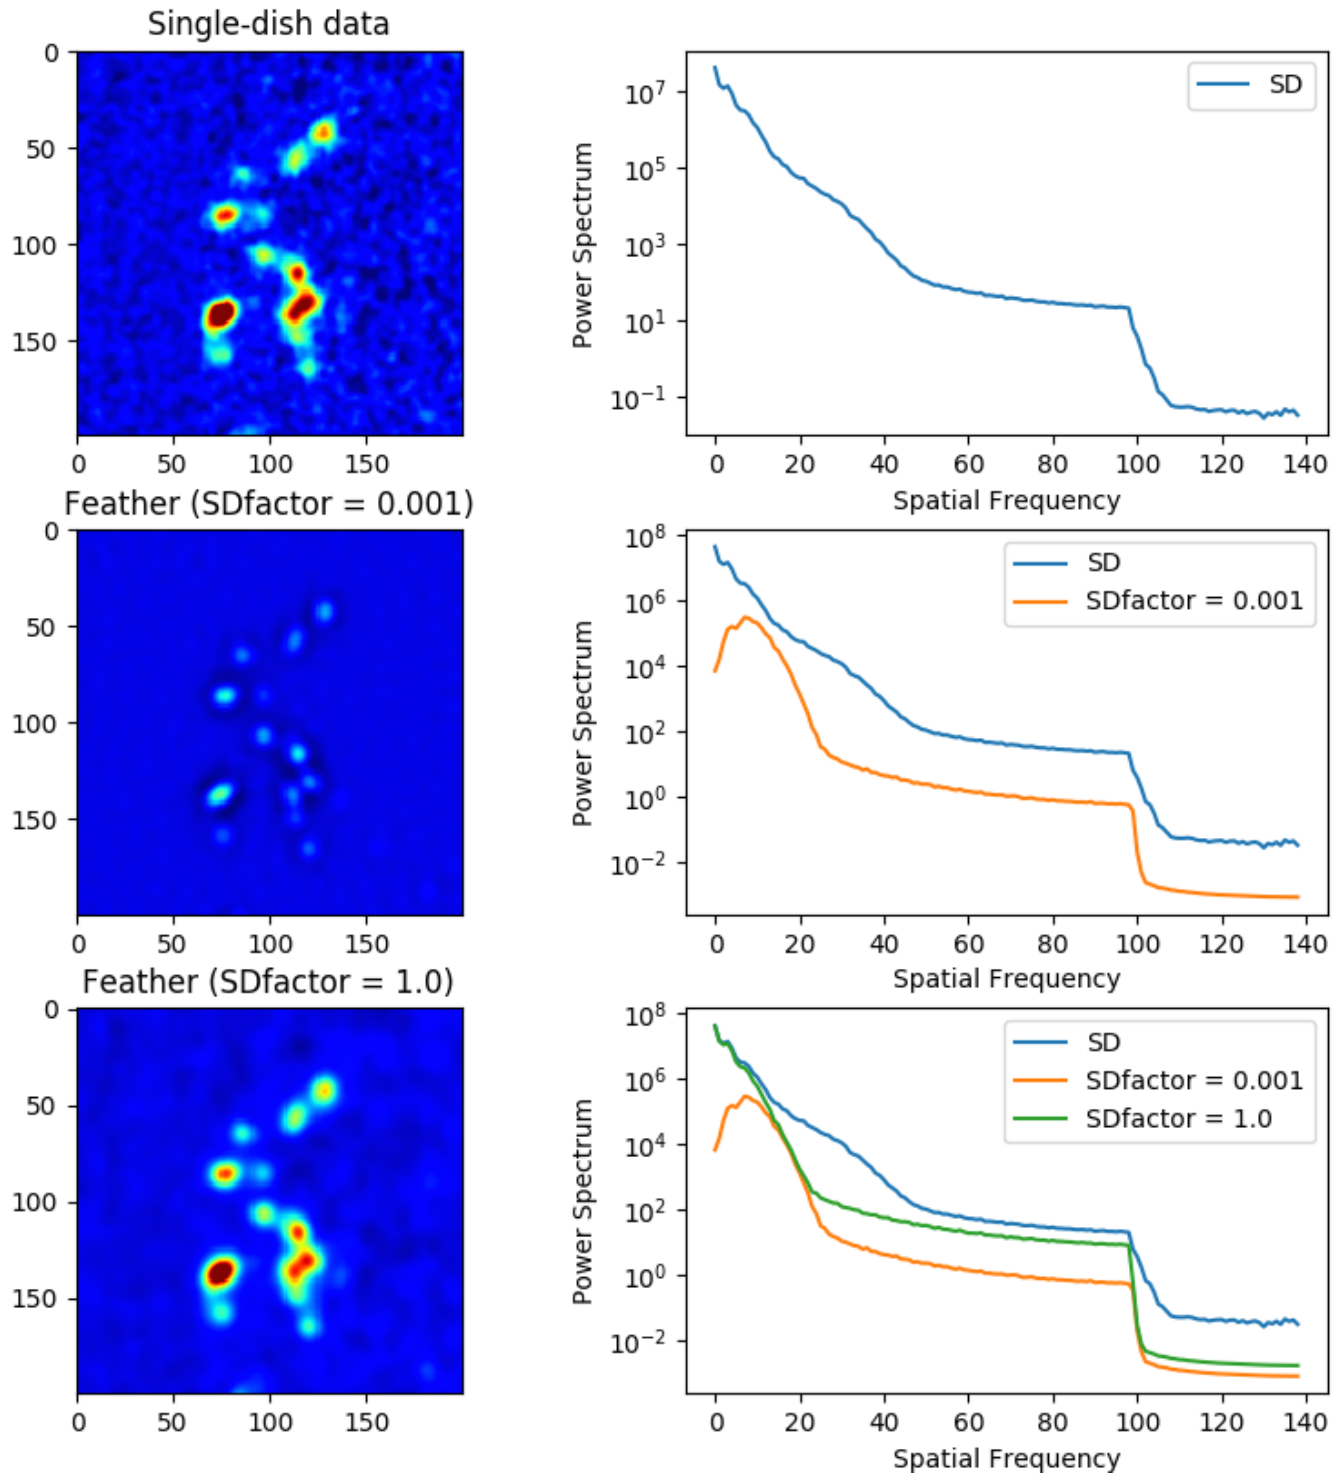 Single-dish data
0
50
100
150
0 50 100 150
Power Spectrum
10^7
10^5
10^3
10^1
10^-1
SD
0 20 40 60 80 100 120 140
Spatial Frequency
Feather (SDfactor = 0.001)
0
50
100
150
0 50 100 150
Power Spectrum
10^8
10^6
10^4
10^2
10^0
10^-2
SD
SDfactor = 0.001
0 20 40 60 80 100 120 140
Spatial Frequency
Feather (SDfactor = 1.0)
0
50
100
150
0 50 100 150
Power Spectrum
10^8
10^6
10^4
10^2
10^0
10^-2
SD
SDfactor = 0.001
SDfactor = 1.0
0 20 40 60 80 100 120 140
Spatial Frequency